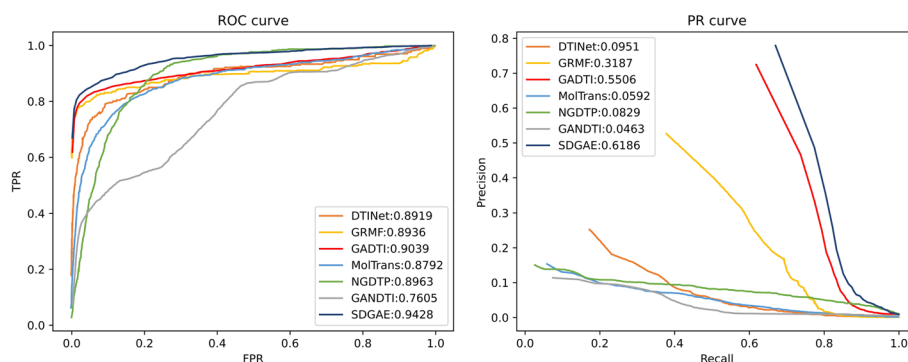 ROC curve
1.0
0.8
0.6
0.4
0.2
0.0
TPR
DTINet:0.8919
GRMF:0.8936
GADTI:0.9039
MolTrans:0.8792
NGDTP:0.8963
GANDTI:0.7605
SDGAE:0.9428
0.0 0.2 0.4 0.6 0.8 1.0
FPR
PR curve
0.8
0.7
0.6
0.5
0.4
0.3
0.2
0.1
0.0
Precision
DTINet:0.0951
GRMF:0.3187
GADTI:0.5506
MolTrans:0.0592
NGDTP:0.0829
GANDTI:0.0463
SDGAE:0.6186
0.0 0.2 0.4 0.6 0.8 1.0
Recall